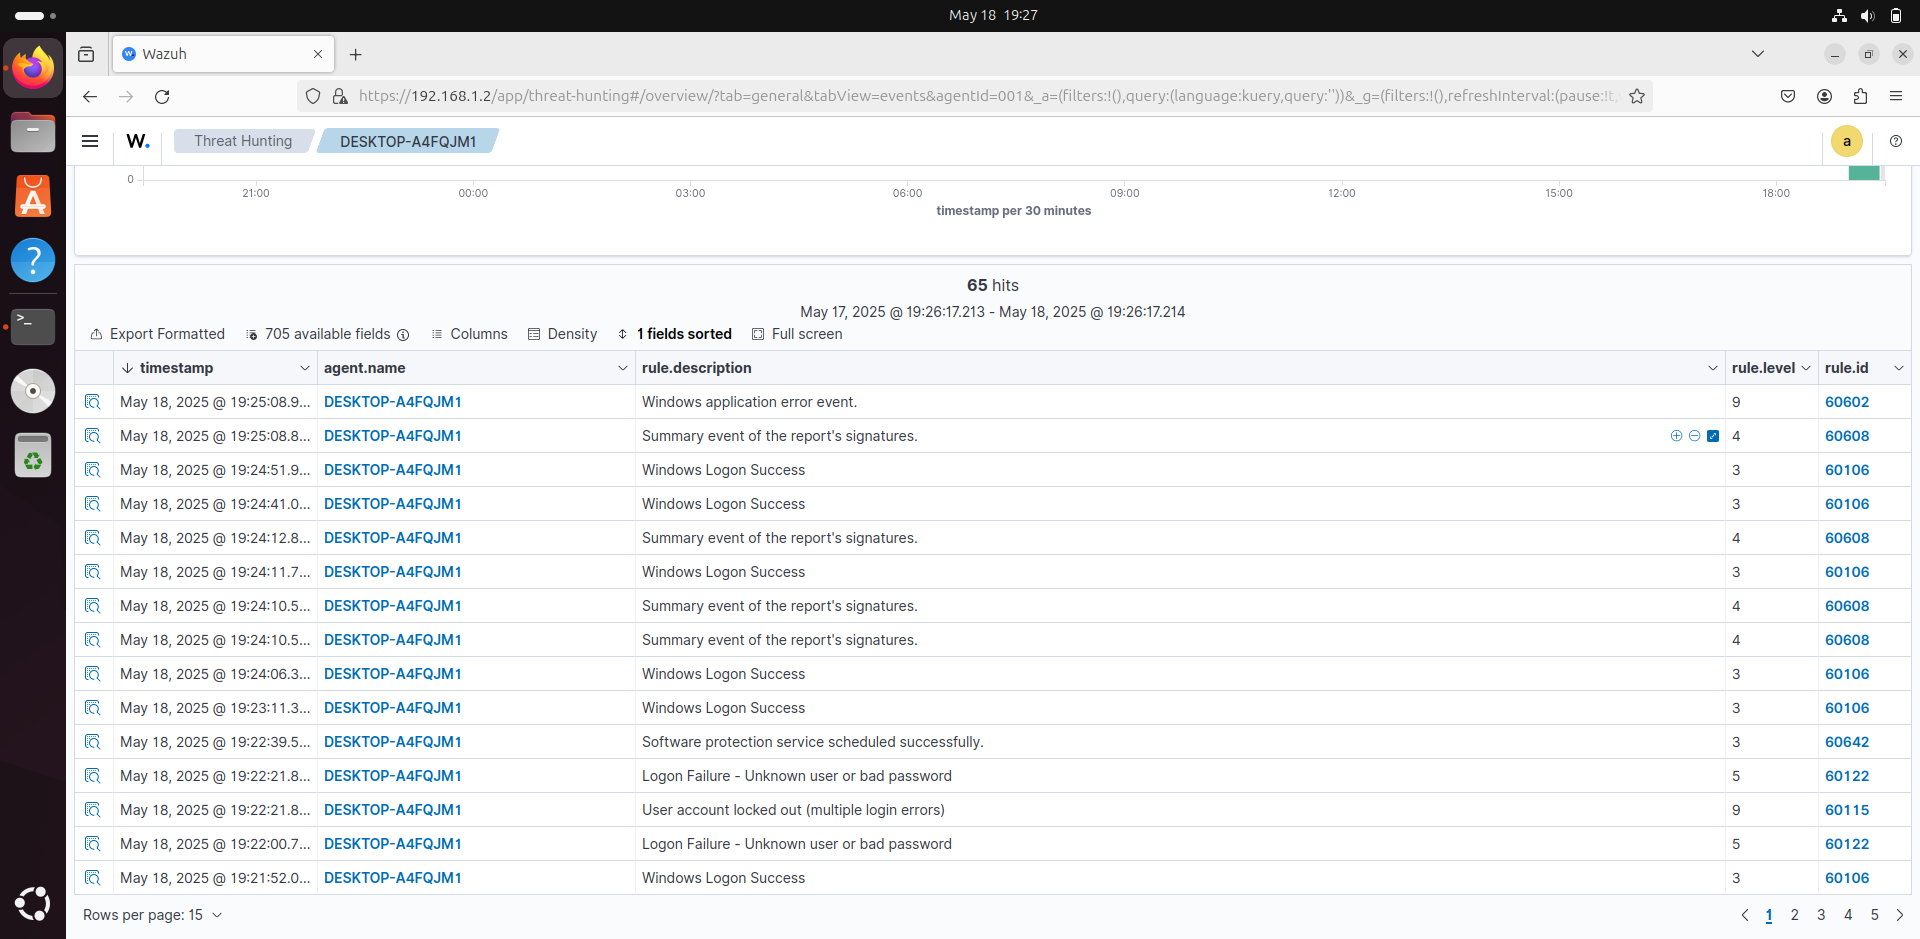 May 18 19:27
Wazuh
https://192.168.1.2/app/threat-hunting#/overview/?tab=general&tabView=events&agentId=001&_a=(filters:!(),query:(language:kuery,query:''))&_g=(filters:!(),refreshInterval:(pause:!t,
W. Threat Hunting DESKTOP-A4FQJM1 a
0
21:00 00:00 03:00 06:00 09:00 12:00 15:00 18:00
timestamp per 30 minutes
65 hits
May 17, 2025 @ 19:26:17.213 - May 18, 2025 @ 19:26:17.214
Export Formatted 705 available fields Columns Density 1 fields sorted Full screen
timestamp agent.name rule.description rule.level rule.id
May 18, 2025 @ 19:25:08.9... DESKTOP-A4FQJM1 Windows application error event. 9 60602
May 18, 2025 @ 19:25:08.8... DESKTOP-A4FQJM1 Summary event of the report's signatures. 4 60608
May 18, 2025 @ 19:24:51.9... DESKTOP-A4FQJM1 Windows Logon Success 3 60106
May 18, 2025 @ 19:24:41.0... DESKTOP-A4FQJM1 Windows Logon Success 3 60106
May 18, 2025 @ 19:24:12.8... DESKTOP-A4FQJM1 Summary event of the report's signatures. 4 60608
May 18, 2025 @ 19:24:11.7... DESKTOP-A4FQJM1 Windows Logon Success 3 60106
May 18, 2025 @ 19:24:10.5... DESKTOP-A4FQJM1 Summary event of the report's signatures. 4 60608
May 18, 2025 @ 19:24:10.5... DESKTOP-A4FQJM1 Summary event of the report's signatures. 4 60608
May 18, 2025 @ 19:24:06.3... DESKTOP-A4FQJM1 Windows Logon Success 3 60106
May 18, 2025 @ 19:23:11.3... DESKTOP-A4FQJM1 Windows Logon Success 3 60106
May 18, 2025 @ 19:22:39.5... DESKTOP-A4FQJM1 Software protection service scheduled successfully. 3 60642
May 18, 2025 @ 19:22:21.8... DESKTOP-A4FQJM1 Logon Failure - Unknown user or bad password 5 60122
May 18, 2025 @ 19:22:21.8... DESKTOP-A4FQJM1 User account locked out (multiple login errors) 9 60115
May 18, 2025 @ 19:22:00.7... DESKTOP-A4FQJM1 Logon Failure - Unknown user or bad password 5 60122
May 18, 2025 @ 19:21:52.0... DESKTOP-A4FQJM1 Windows Logon Success 3 60106
Rows per page: 15 1 2 3 4 5